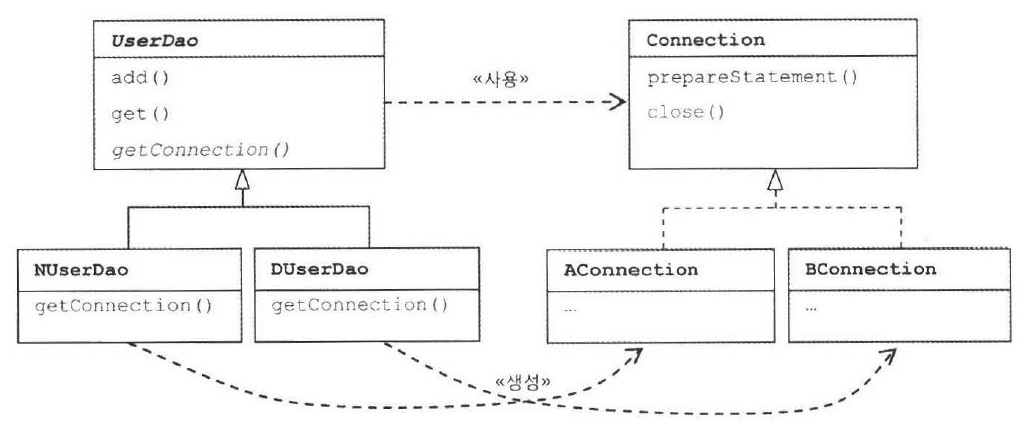 UserDao
add()
get()
getConnection()
«사용»
Connection
prepareStatement()
close()
NUserDao
getConnection()
DUserDao
getConnection()
AConnection
…
BConnection
…
«생성»